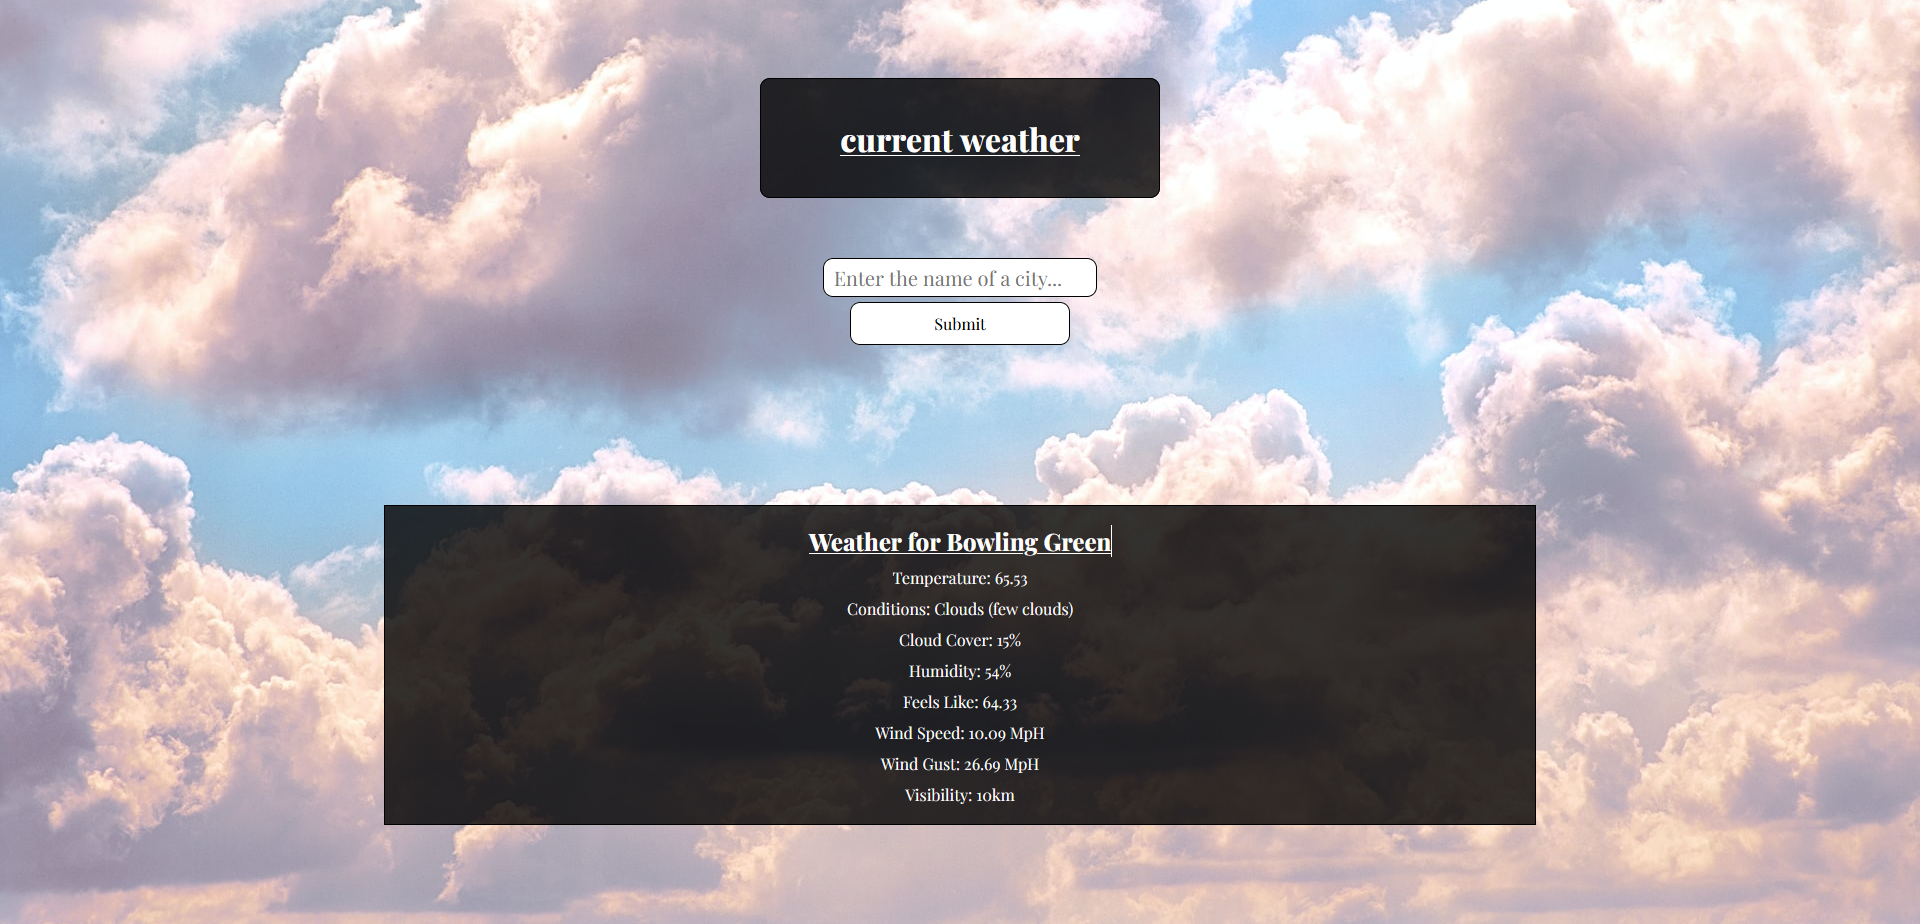 current weather
Enter the name of a city...
Submit
Weather for Bowling Green
Temperature: 65.53
Conditions: Clouds (few clouds)
Cloud Cover: 15%
Humidity: 54%
Feels Like: 64.33
Wind Speed: 10.09 MpH
Wind Gust: 26.69 MpH
Visibility: 10km